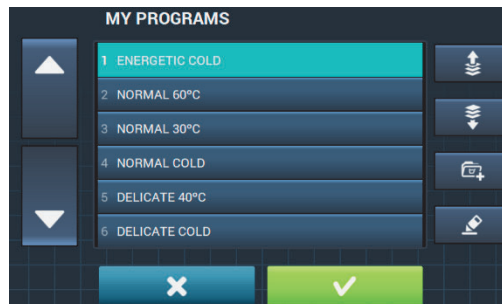 MY PROGRAMS
1 ENERGETIC COLD
2 NORMAL 60ºC
3 NORMAL 30ºC
4 NORMAL COLD
5 DELICATE 40ºC
6 DELICATE COLD